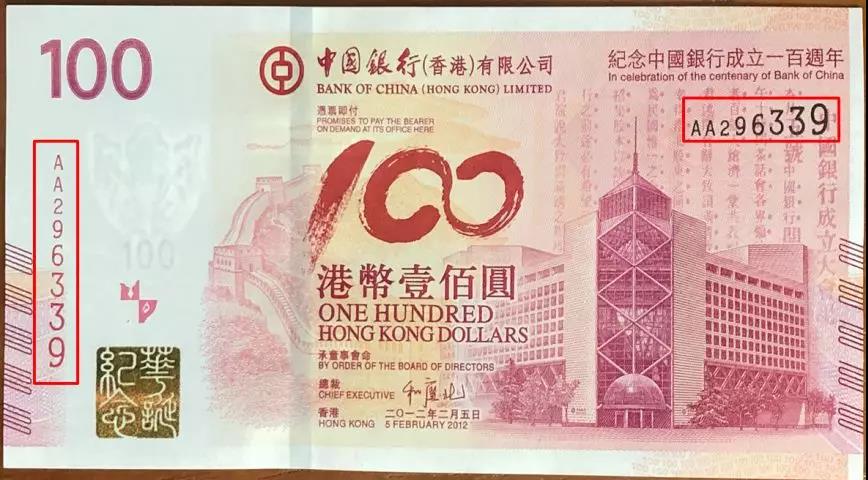 100
中國銀行(香港)有限公司
BANK OF CHINA (HONG KONG) LIMITED
憑票即付
PROMISES TO PAY THE BEARER
ON DEMAND AT ITS OFFICE HERE
紀念中國銀行成立一百週年
In celebration of the centenary of Bank of China
AA296339
AA296339
100
100
港幣壹佰圓
ONE HUNDRED
HONG KONG DOLLARS
承董事會命
BY ORDER OF THE BOARD OF DIRECTORS
總裁
CHIEF EXECUTIVE
香港
HONG KONG
二〇一二年二月五日
5 FEBRUARY 2012
華誕
紀念